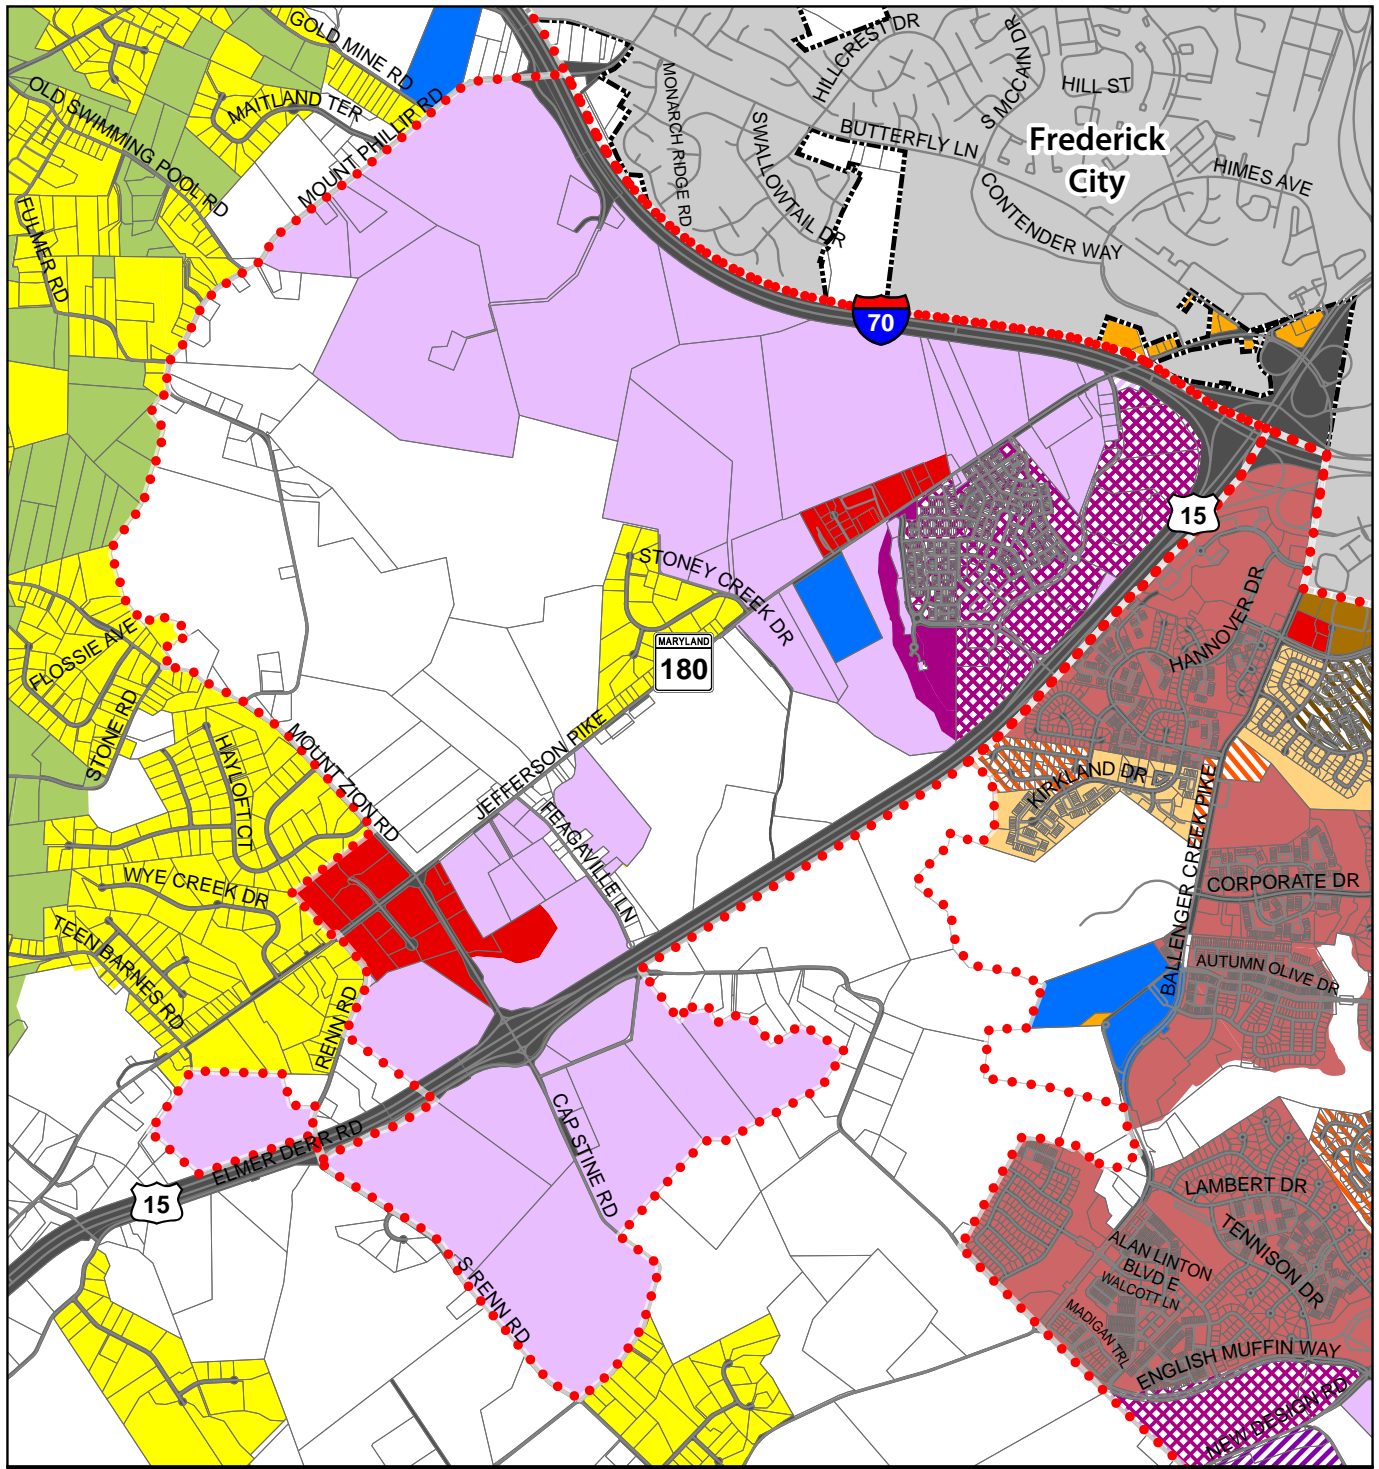 GOLD MINE RD
HILLCREST DR
S MCCAIN DR
HILL ST
OLD SWIMMING POOL RD
MAITLAND TER
MOUNT PHILLIP RD
MONARCH RIDGE RD
SWALLOWTAIL DR
BUTTERFLY LN
Frederick
City
HIMES AVE
CONTENDER WAY
FULMER RD
70
15
STONEY CREEK DR
MARYLAND
180
HANNOVER DR
FLOSSIE AVE
STONE RD
HAYLOFT CT
MOUNT ZION RD
JEFFERSON PIKE
FEAGAVILLE LN
KIRKLAND DR
BALLENGER CREEK PIKE
CORPORATE DR
WYE CREEK DR
TEEN BARNES RD
RENN RD
AUTUMN OLIVE DR
ELMER DERR RD
15
CAP STINE RD
S RENN RD
LAMBERT DR
TENNISON DR
ALAN LINTON
BLVD E
WALCOTT LN
MADIGAN TRL
ENGLISH MUFFIN WAY
NEW DESIGN RD